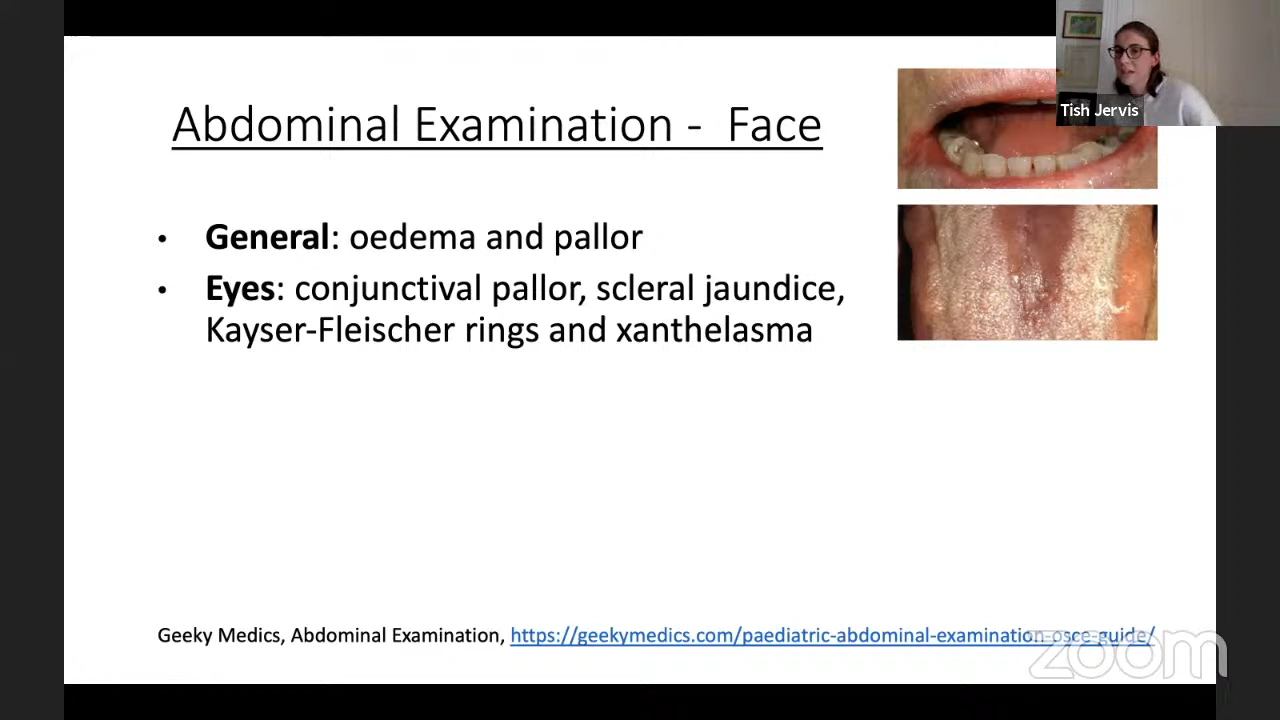 Abdominal Examination - Face
Tish Jervis
• General: oedema and pallor
• Eyes: conjunctival pallor, scleral jaundice,
Kayser-Fleischer rings and xanthelasma
Geeky Medics, Abdominal Examination, https://geekymedics.com/paediatric-abdominal-examination-osce-guide/
zoom